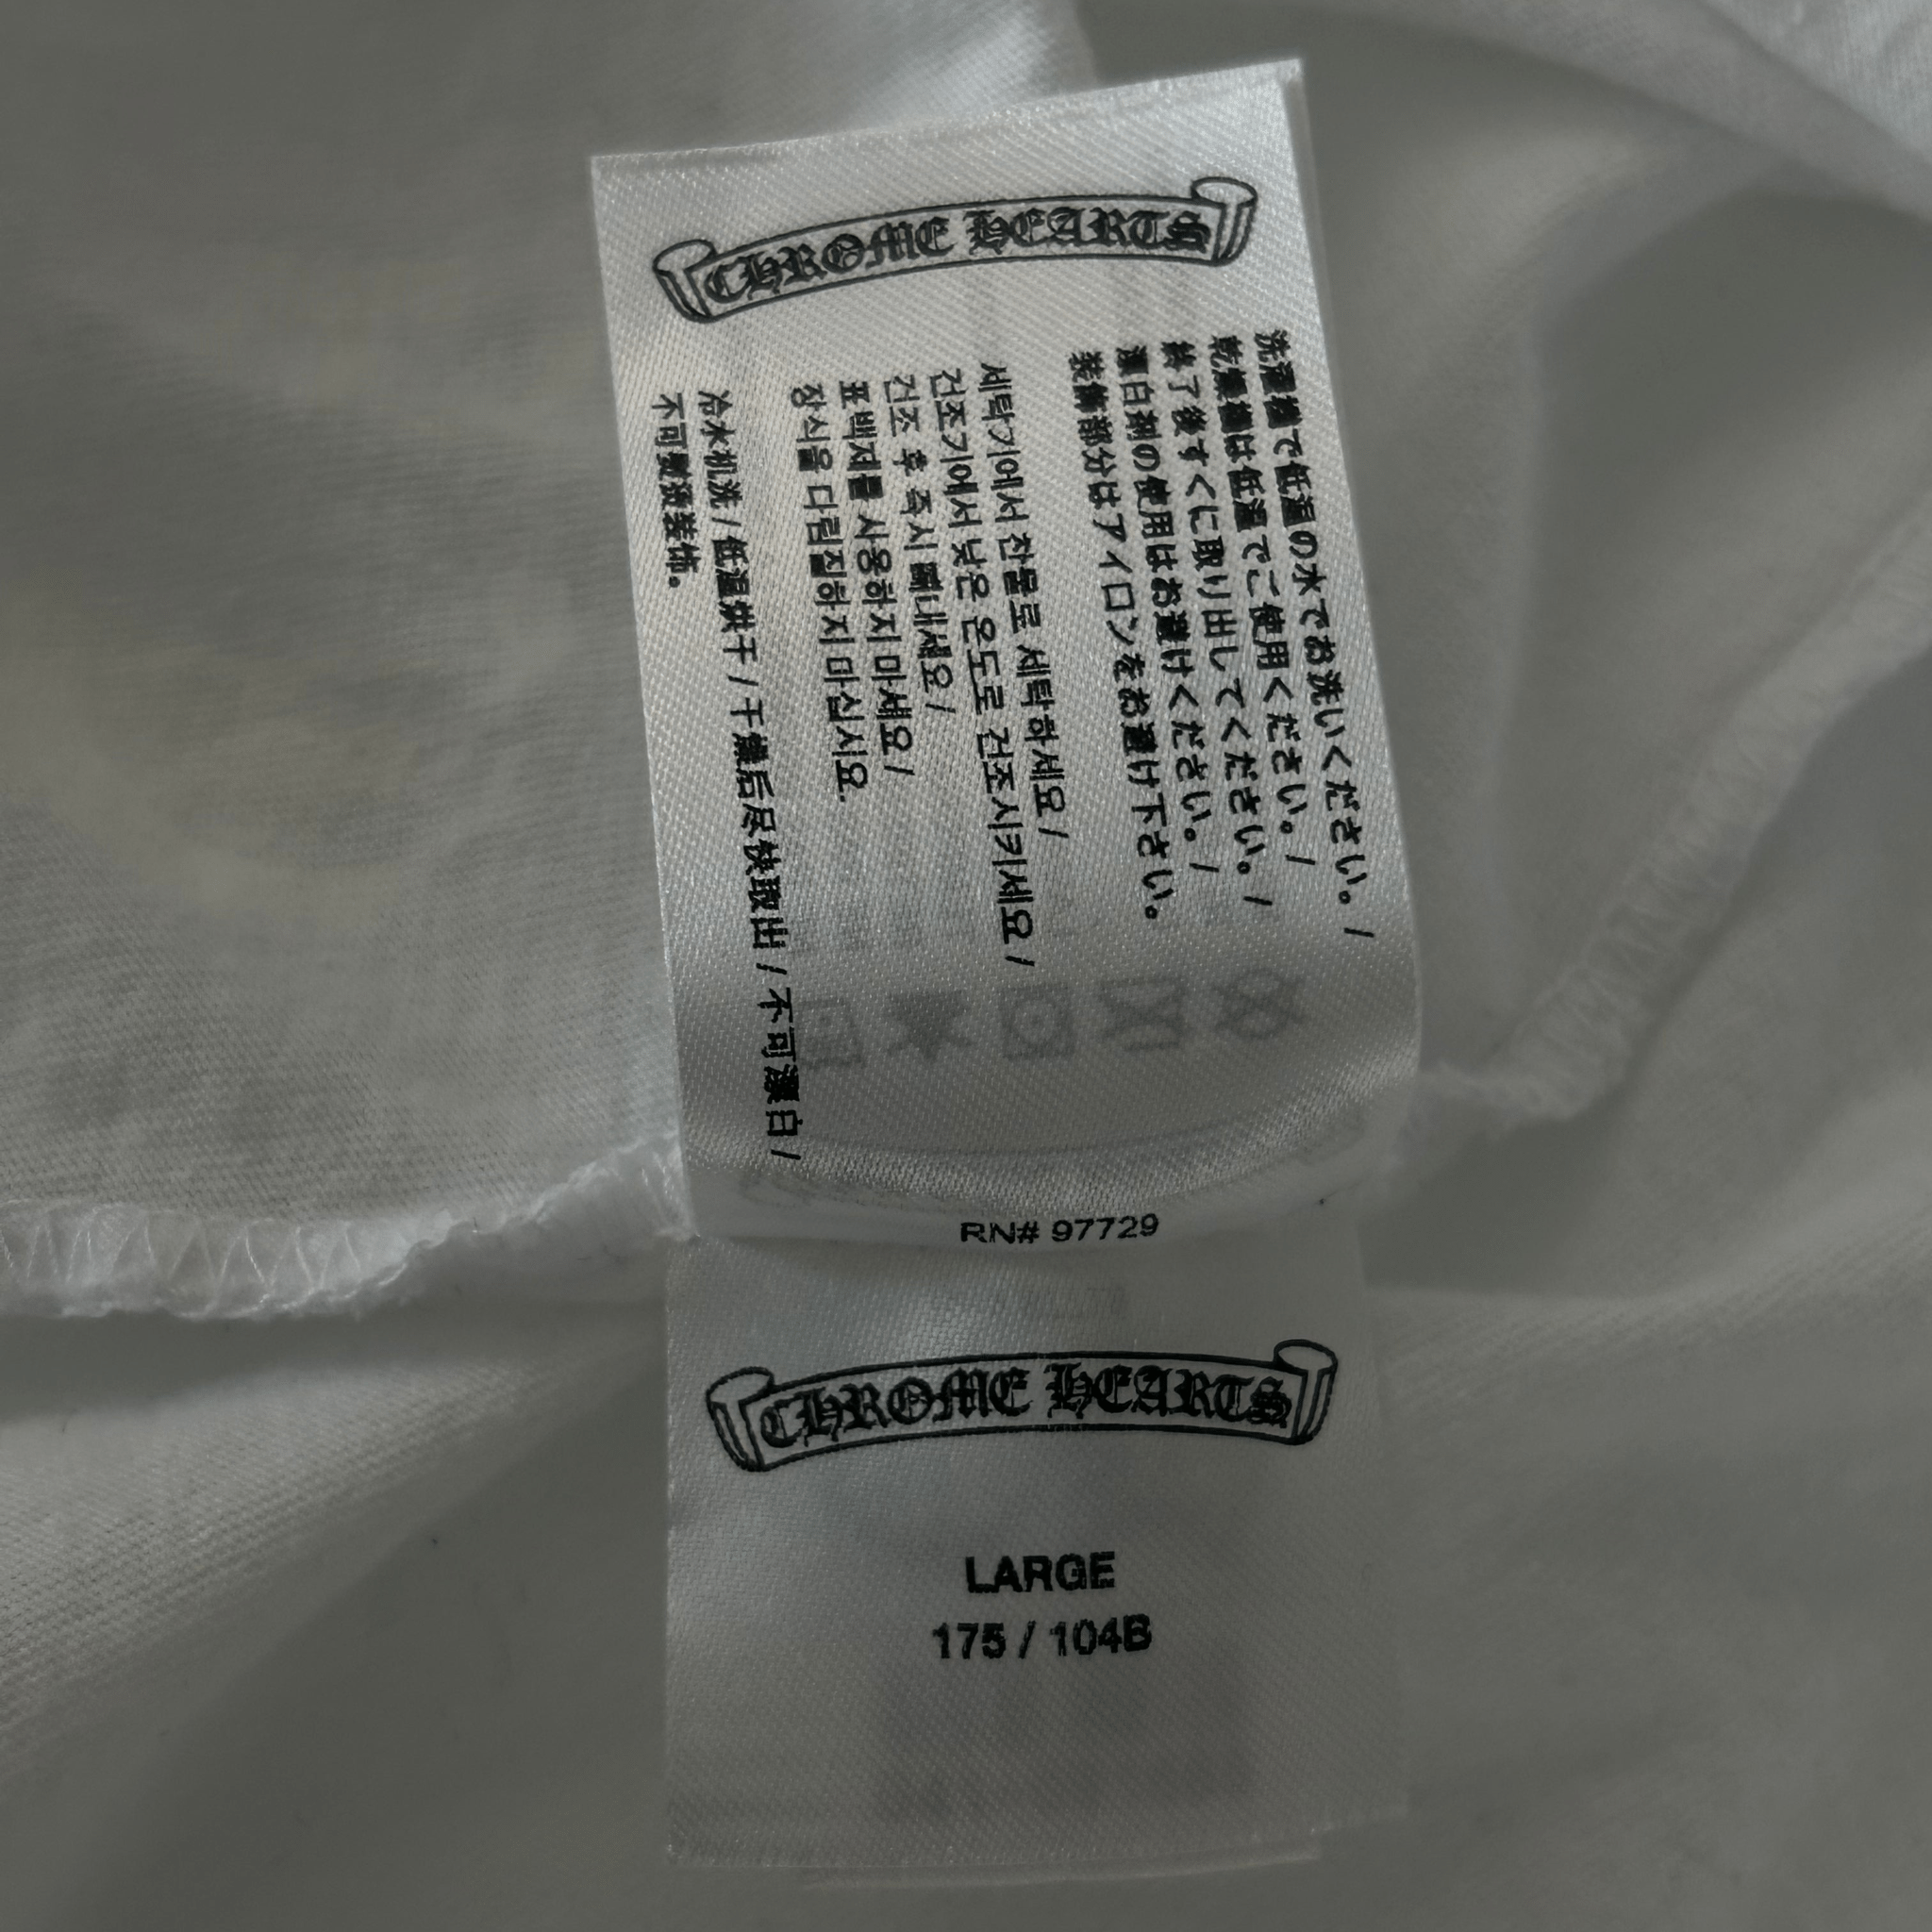 CHROME HEARTS
洗濯機で低温の水でお洗いください。/
乾燥機は低温でご使用ください。/
終了後すぐに取り出してください。/
漂白剤の使用はお避けください。/
装飾部分はアイロンをお避け下さい。
세탁기에서 찬물로 세탁하세요 /
건조기에서 낮은 온도로 건조시키세요 /
건조 후 즉시 빼내세요 /
표백제를 사용하지 마세요 /
장식을 다림질하지 마십시요.
冷水机洗 / 低温烘干 / 干燥后尽快取出 / 不可漂白 /
不可熨烫装饰。
RN# 97729
CHROME HEARTS
LARGE
175 / 104B